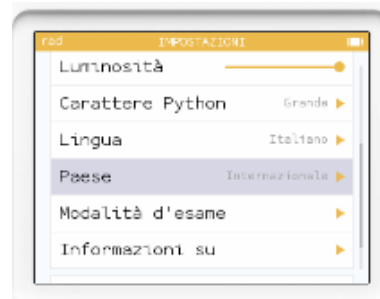 rad IMPOSTAZIONI
Luminosità
Carattere Python Grande
Lingua Italiano
Paese Internazionale
Modalità d'esame
Informazioni su